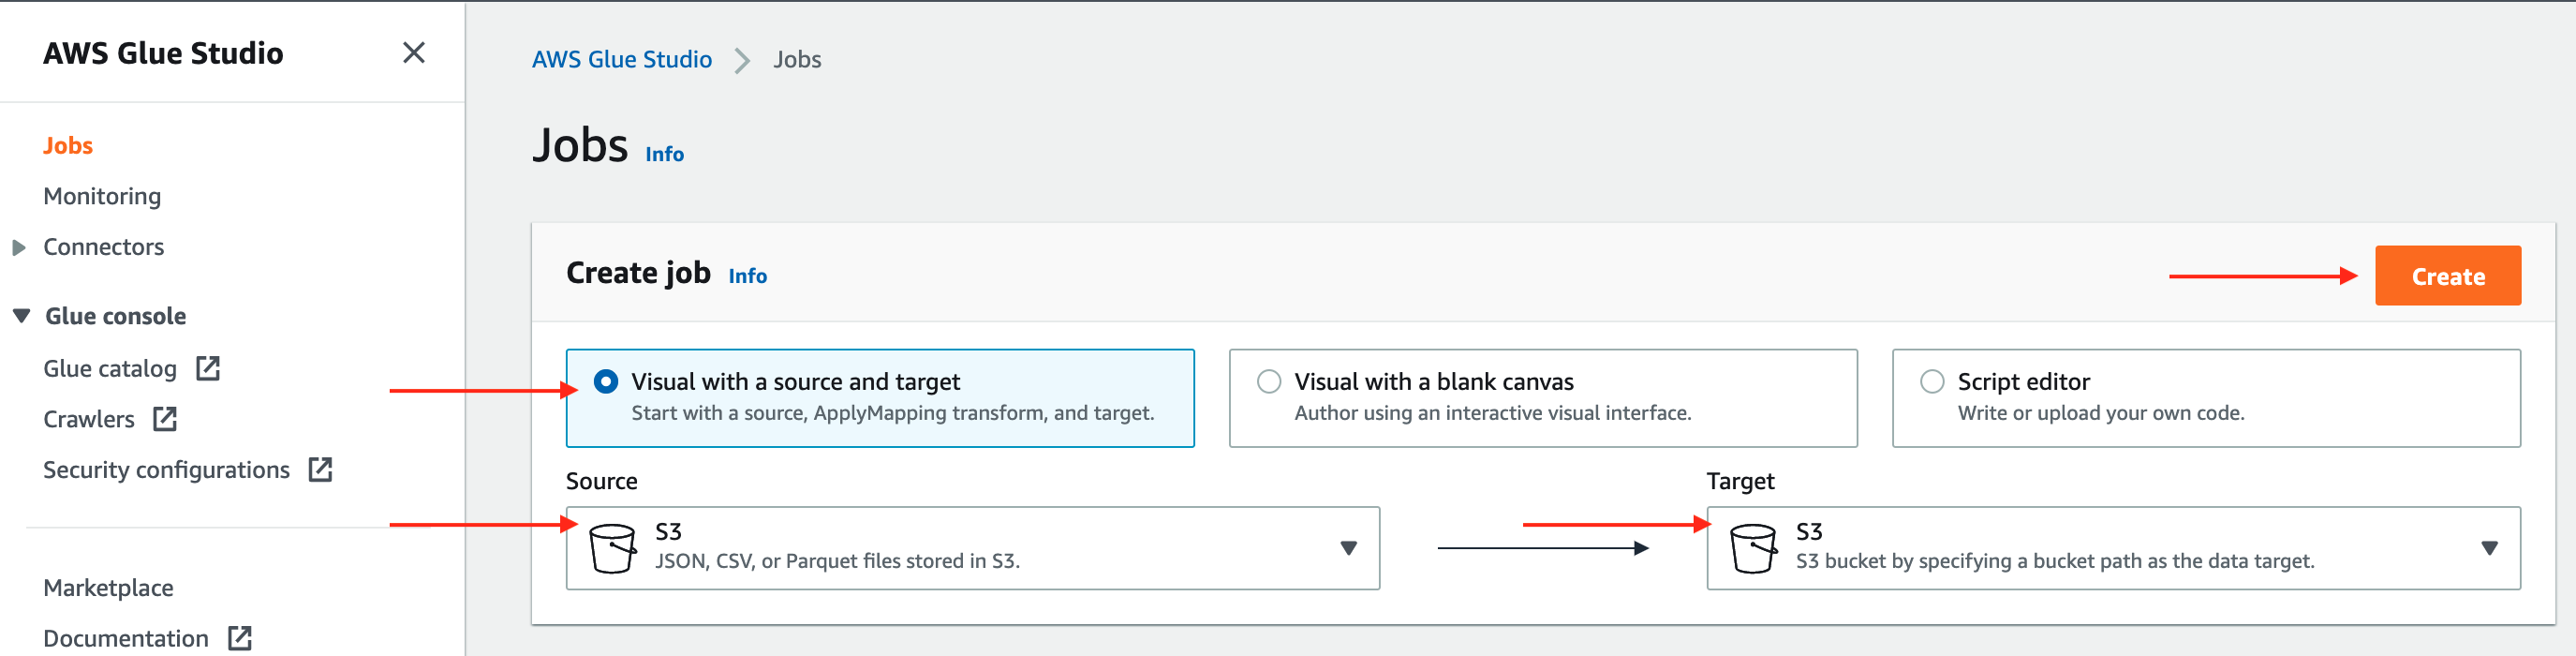 AWS Glue Studio
Jobs
Monitoring
Connectors
Glue console
Glue catalog
Crawlers
Security configurations
Marketplace
Documentation
AWS Glue Studio Jobs
Jobs Info
Create job Info
Create
Visual with a source and target
Start with a source, ApplyMapping transform, and target.
Visual with a blank canvas
Author using an interactive visual interface.
Script editor
Write or upload your own code.
Source
S3
JSON, CSV, or Parquet files stored in S3.
Target
S3
S3 bucket by specifying a bucket path as the data target.